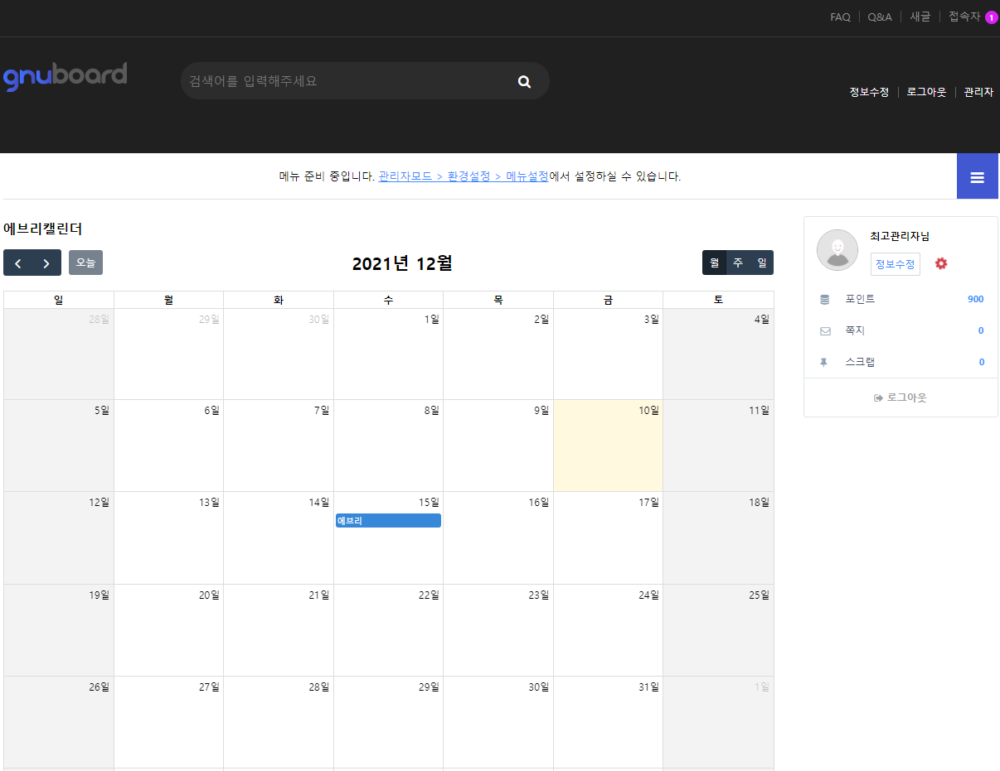 FAQ Q&A 새글 접속자 1
gnuboard
검색어를 입력해주세요
정보수정 로그아웃 관리자
메뉴 준비 중입니다. 관리자모드 > 환경설정 > 메뉴설정에서 설정하실 수 있습니다.
에브리캘린더
오늘 2021년 12월 월 주 일
일 월 화 수 목 금 토
28일 29일 30일 1일 2일 3일 4일
5일 6일 7일 8일 9일 10일 11일
12일 13일 14일 15일 16일 17일 18일
에브리
19일 20일 21일 22일 23일 24일 25일
26일 27일 28일 29일 30일 31일 1일
최고관리자님
정보수정
포인트 900
쪽지 0
스크랩 0
로그아웃